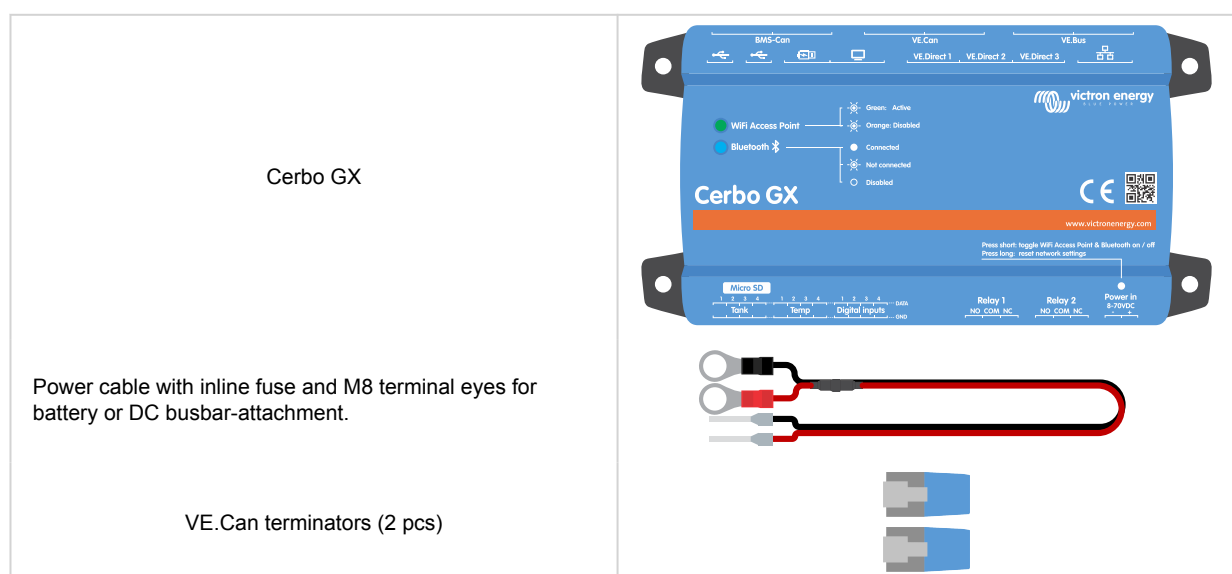 Cerbo GX
BMS-Can VE.Can VE.Bus
VE.Direct 1 VE.Direct 2 VE.Direct 3
victron energy
BLUE POWER
Green: Active
WiFi Access Point
Orange: Disabled
Bluetooth
Connected
Not connected
Disabled
Cerbo GX
CE
www.victronenergy.com
Press short: toggle WiFi Access Point & Bluetooth on / off
Press long: reset network settings
Micro SD
1 2 3 4 1 2 3 4 1 2 3 4 DATA
Tank Temp Digital inputs GND
Relay 1 Relay 2 Power in
NO COM NC NO COM NC 8-70VDC
- +
Power cable with inline fuse and M8 terminal eyes for
battery or DC busbar-attachment.
VE.Can terminators (2 pcs)